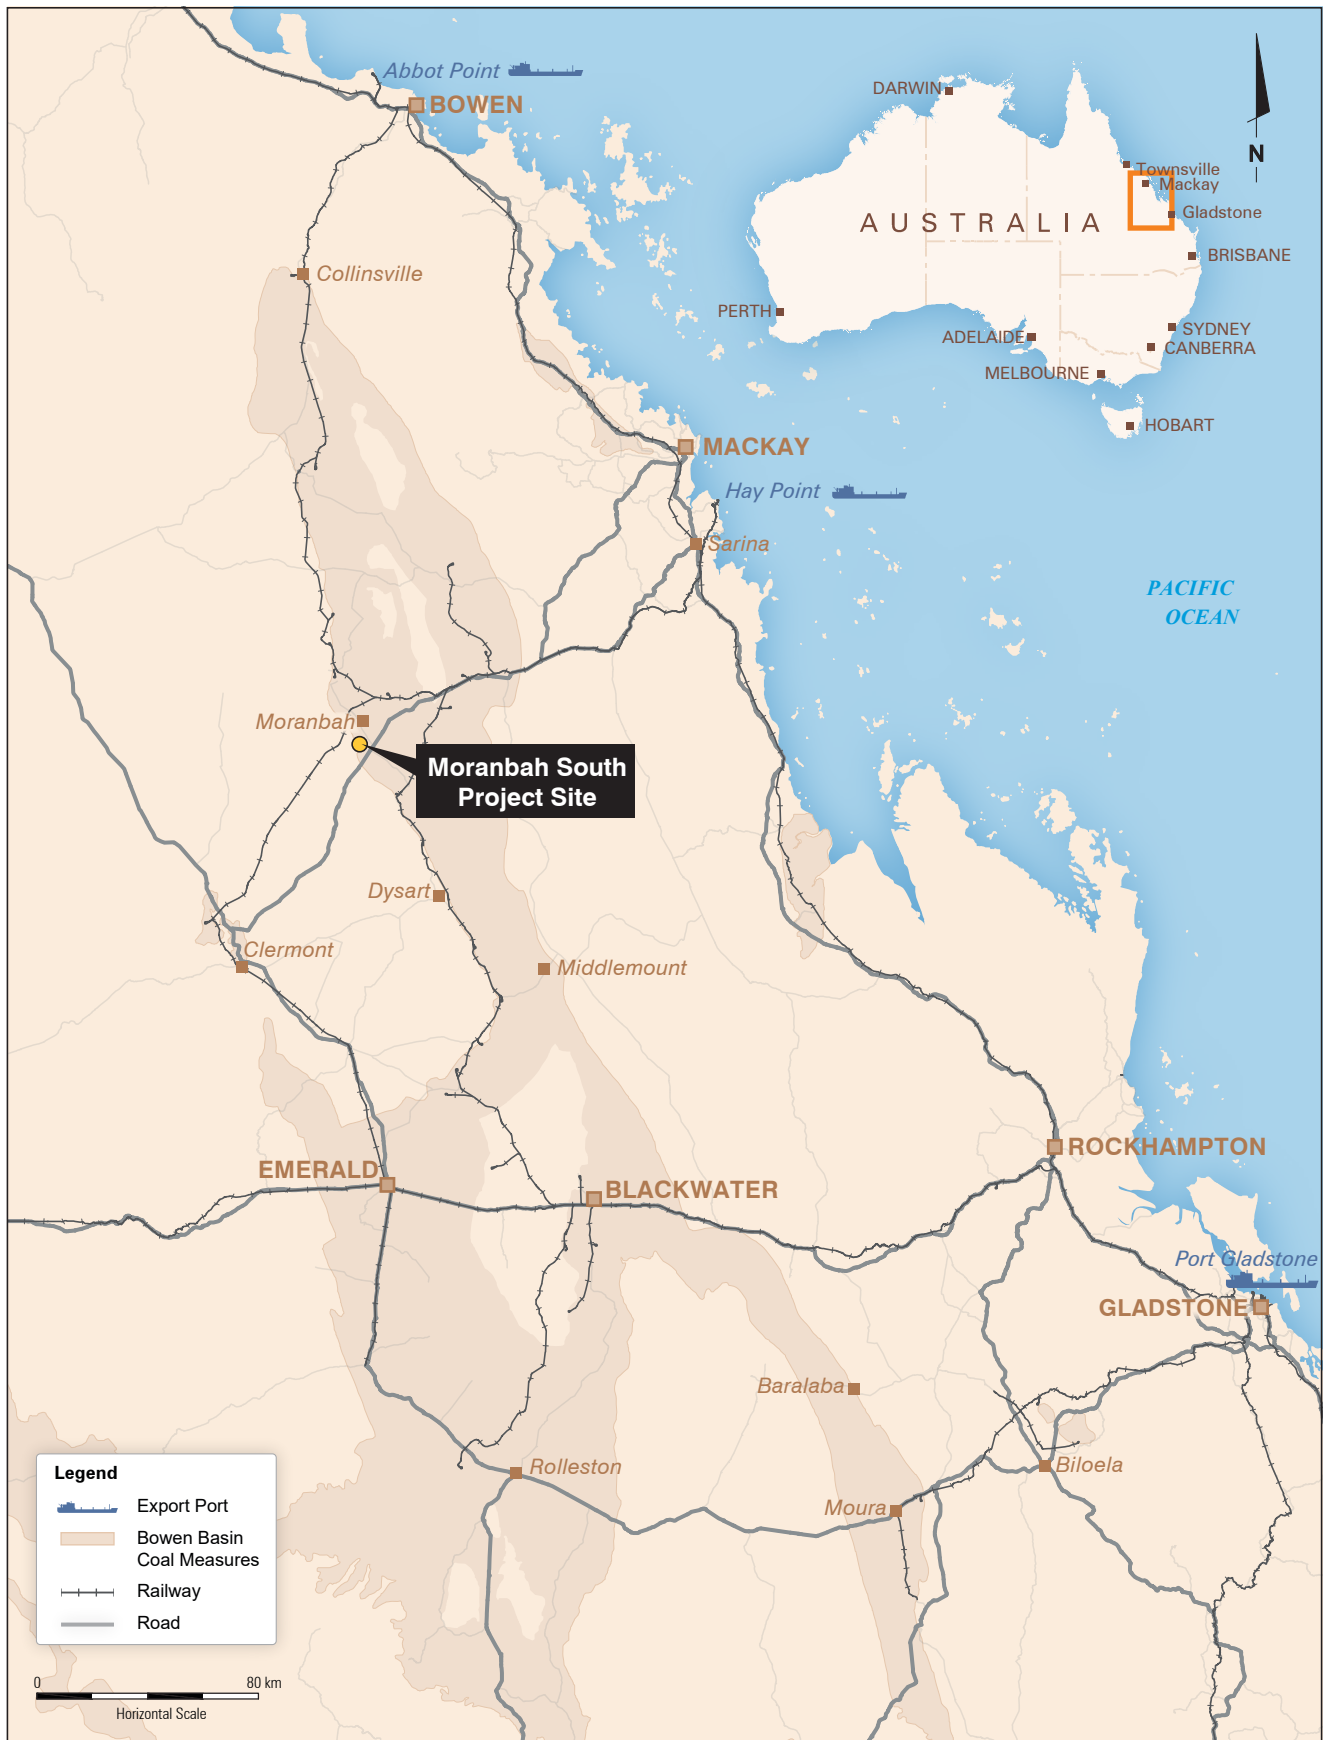 Abbot Point
BOWEN
DARWIN
N
Townsville
Mackay
Gladstone
AUSTRALIA
BRISBANE
Collinsville
PERTH
SYDNEY
ADELAIDE
CANBERRA
MELBOURNE
HOBART
MACKAY
Hay Point
Sarina
PACIFIC
OCEAN
Moranbah
Moranbah South
Project Site
Dysart
Clermont
Middlemount
ROCKHAMPTON
EMERALD
BLACKWATER
Port Gladstone
GLADSTONE
Baralaba
Rolleston
Biloela
Moura
Legend
Export Port
Bowen Basin
Coal Measures
Railway
Road
0 80 km
Horizontal Scale